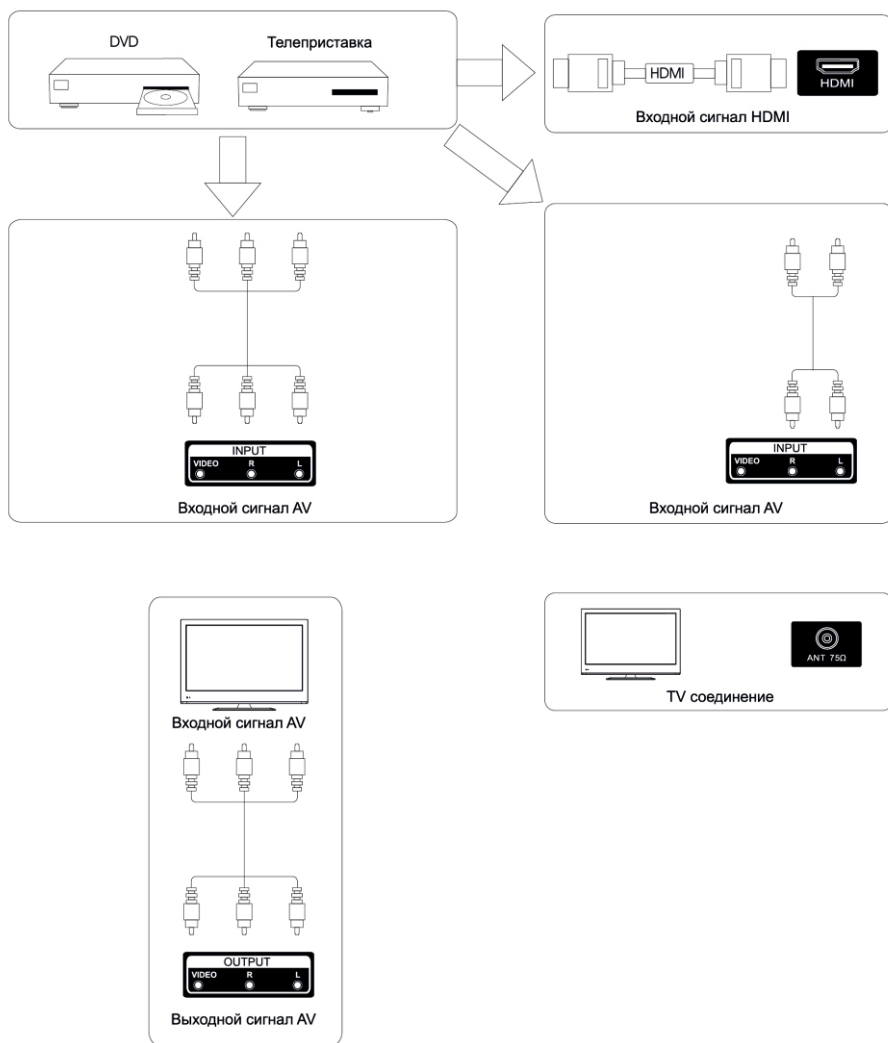 DVD
Телеприставка
HDMI
HDMI
Входной сигнал HDMI
INPUT
VIDEO R L
Входной сигнал AV
INPUT
VIDEO R L
Входной сигнал AV
Входной сигнал AV
OUTPUT
VIDEO R L
Выходной сигнал AV
ANT 75Ω
TV соединение